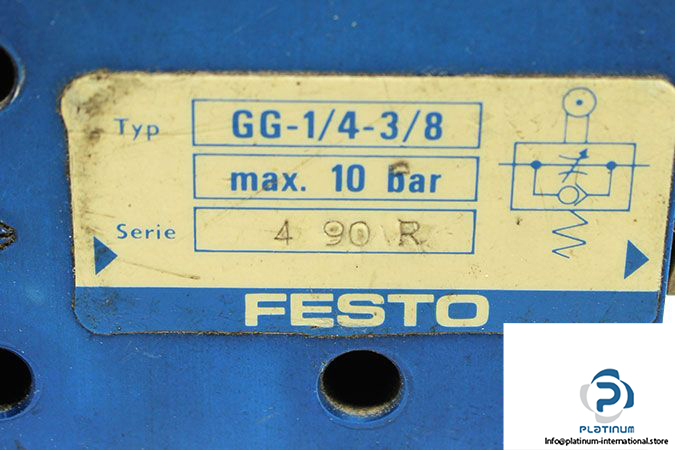 Typ GG-1/4-3/8
max. 10 bar
Serie 4 90 R
FESTO
PLATINUM
Info@platinum-international.store